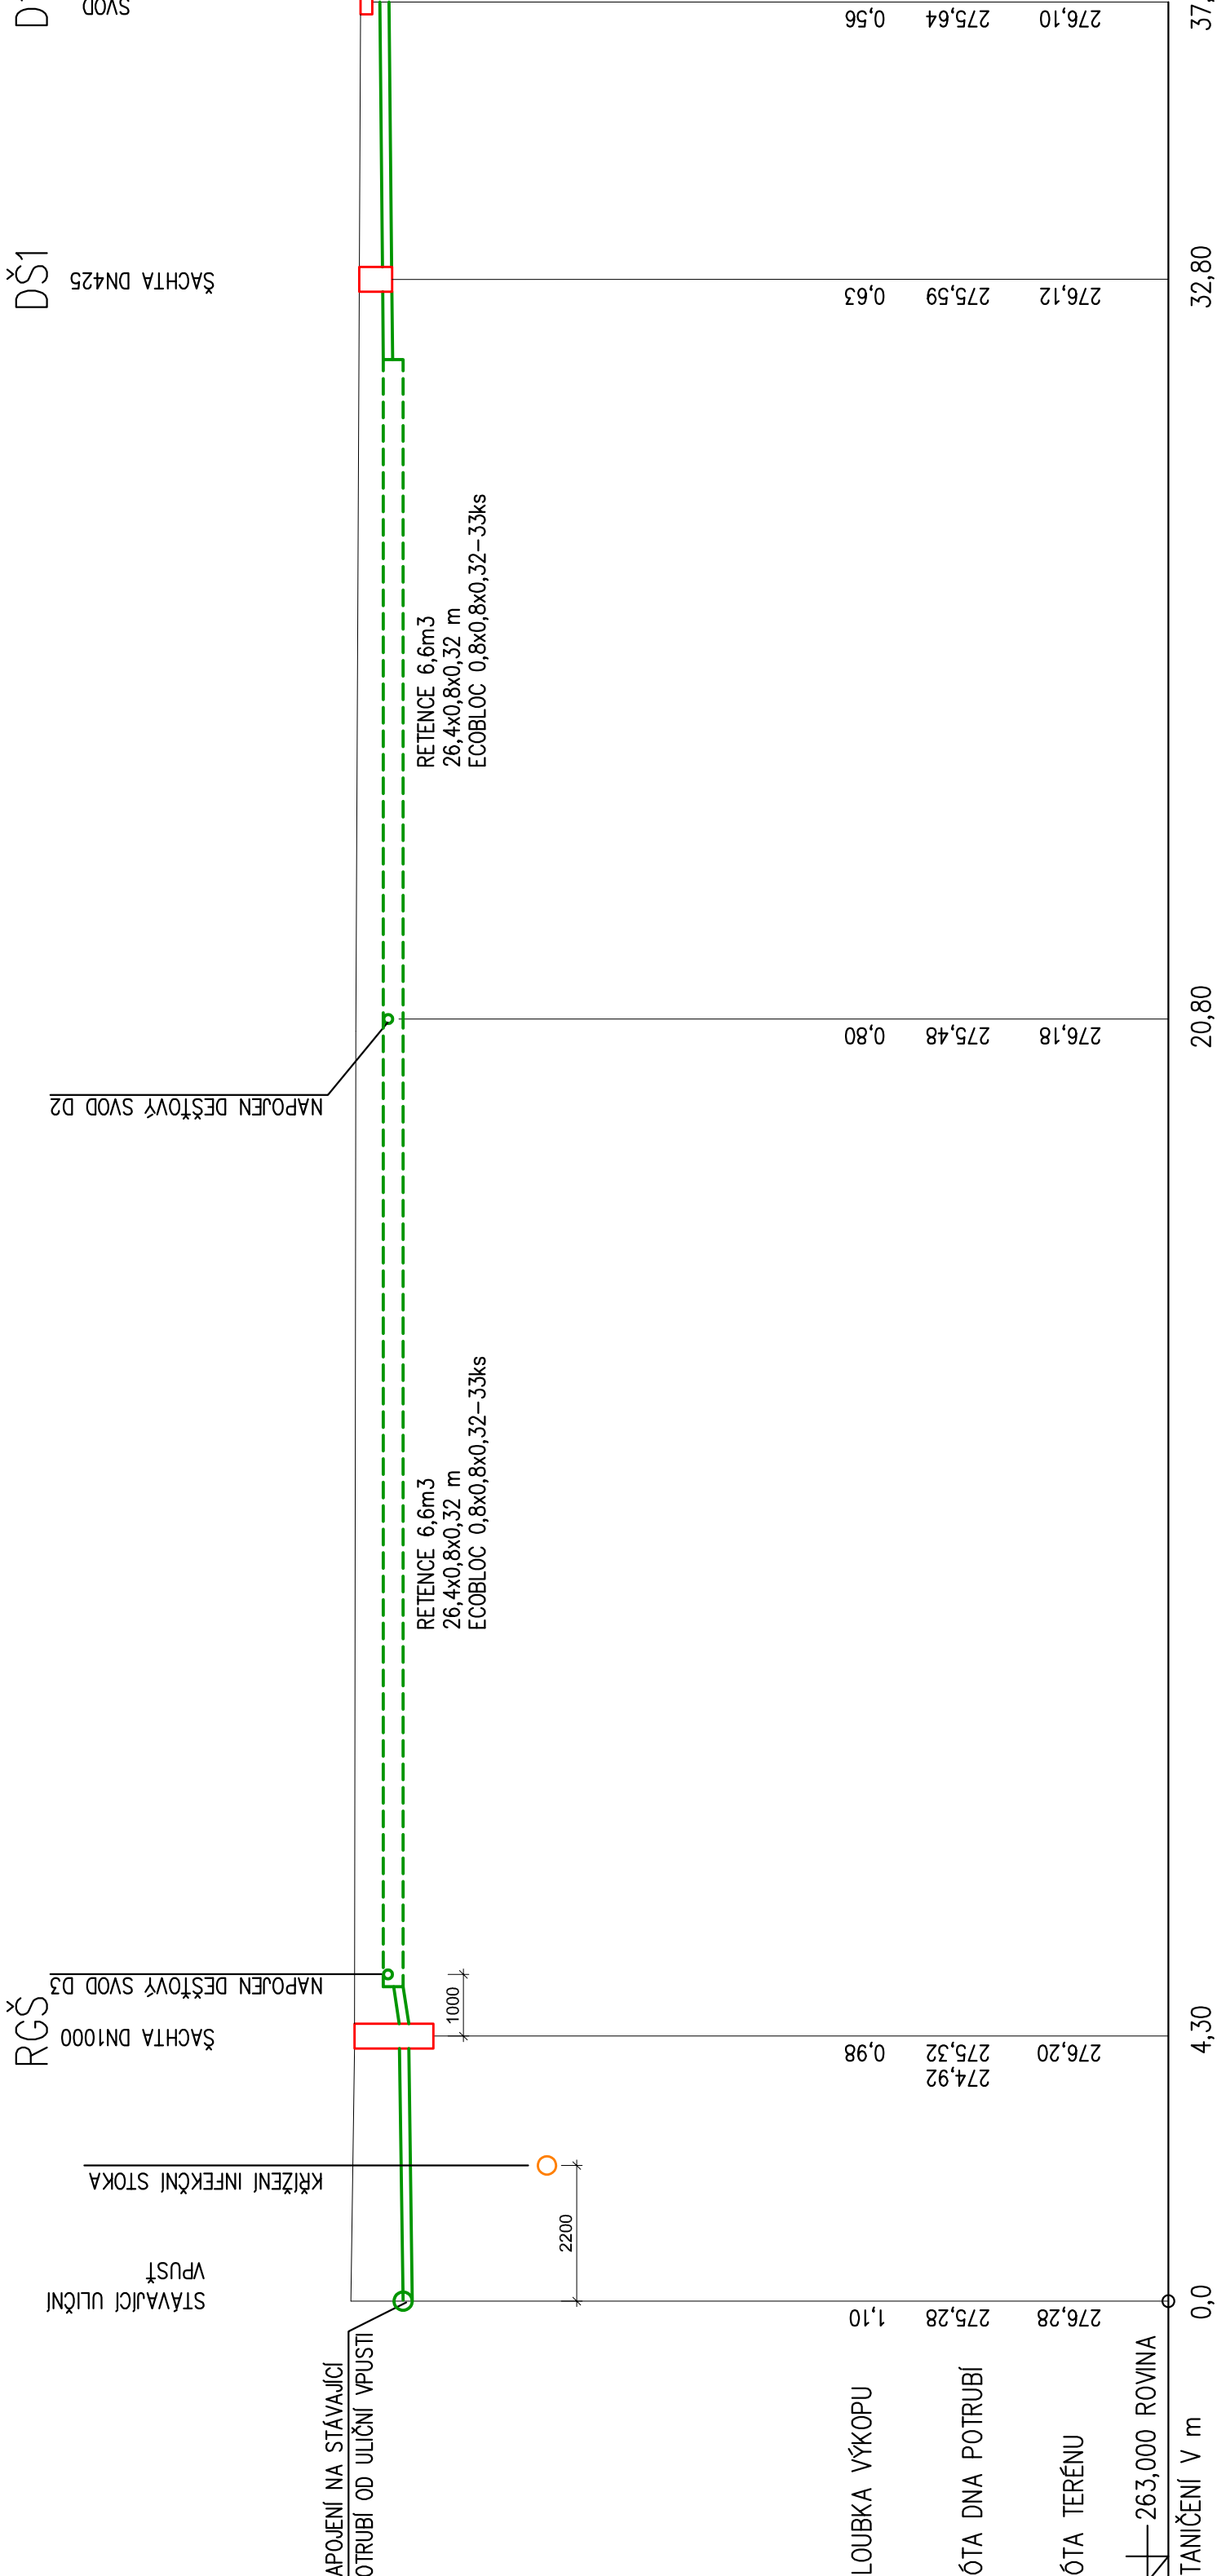 RGŠ
DŠ1
ŠACHTA DN1000
ŠACHTA DN425
SVOD
STÁVAJÍCÍ ULIČNÍ
VPUSŤ
KŘÍŽENÍ INFEKČNÍ STOKA
NAPOJEN DEŠŤOVÝ SVOD D3
NAPOJEN DEŠŤOVÝ SVOD D2
APOJENÍ NA STÁVAJÍCÍ
OTRUBÍ OD ULIČNÍ VPUSTI
RETENCE 6,6m3
26,4x0,8x0,32 m
ECOBLOC 0,8x0,8x0,32-33ks
RETENCE 6,6m3
26,4x0,8x0,32 m
ECOBLOC 0,8x0,8x0,32-33ks
1000
2200
LOUBKA VÝKOPU 1,10 0,98 0,80 0,63 0,56
ÓTA DNA POTRUBÍ 275,28 275,32 275,48 275,59 275,64
274,92
ÓTA TERÉNU 276,28 276,20 276,18 276,12 276,10
263,000 ROVINA
TANIČENÍ V m 0,0 4,30 20,80 32,80 37,